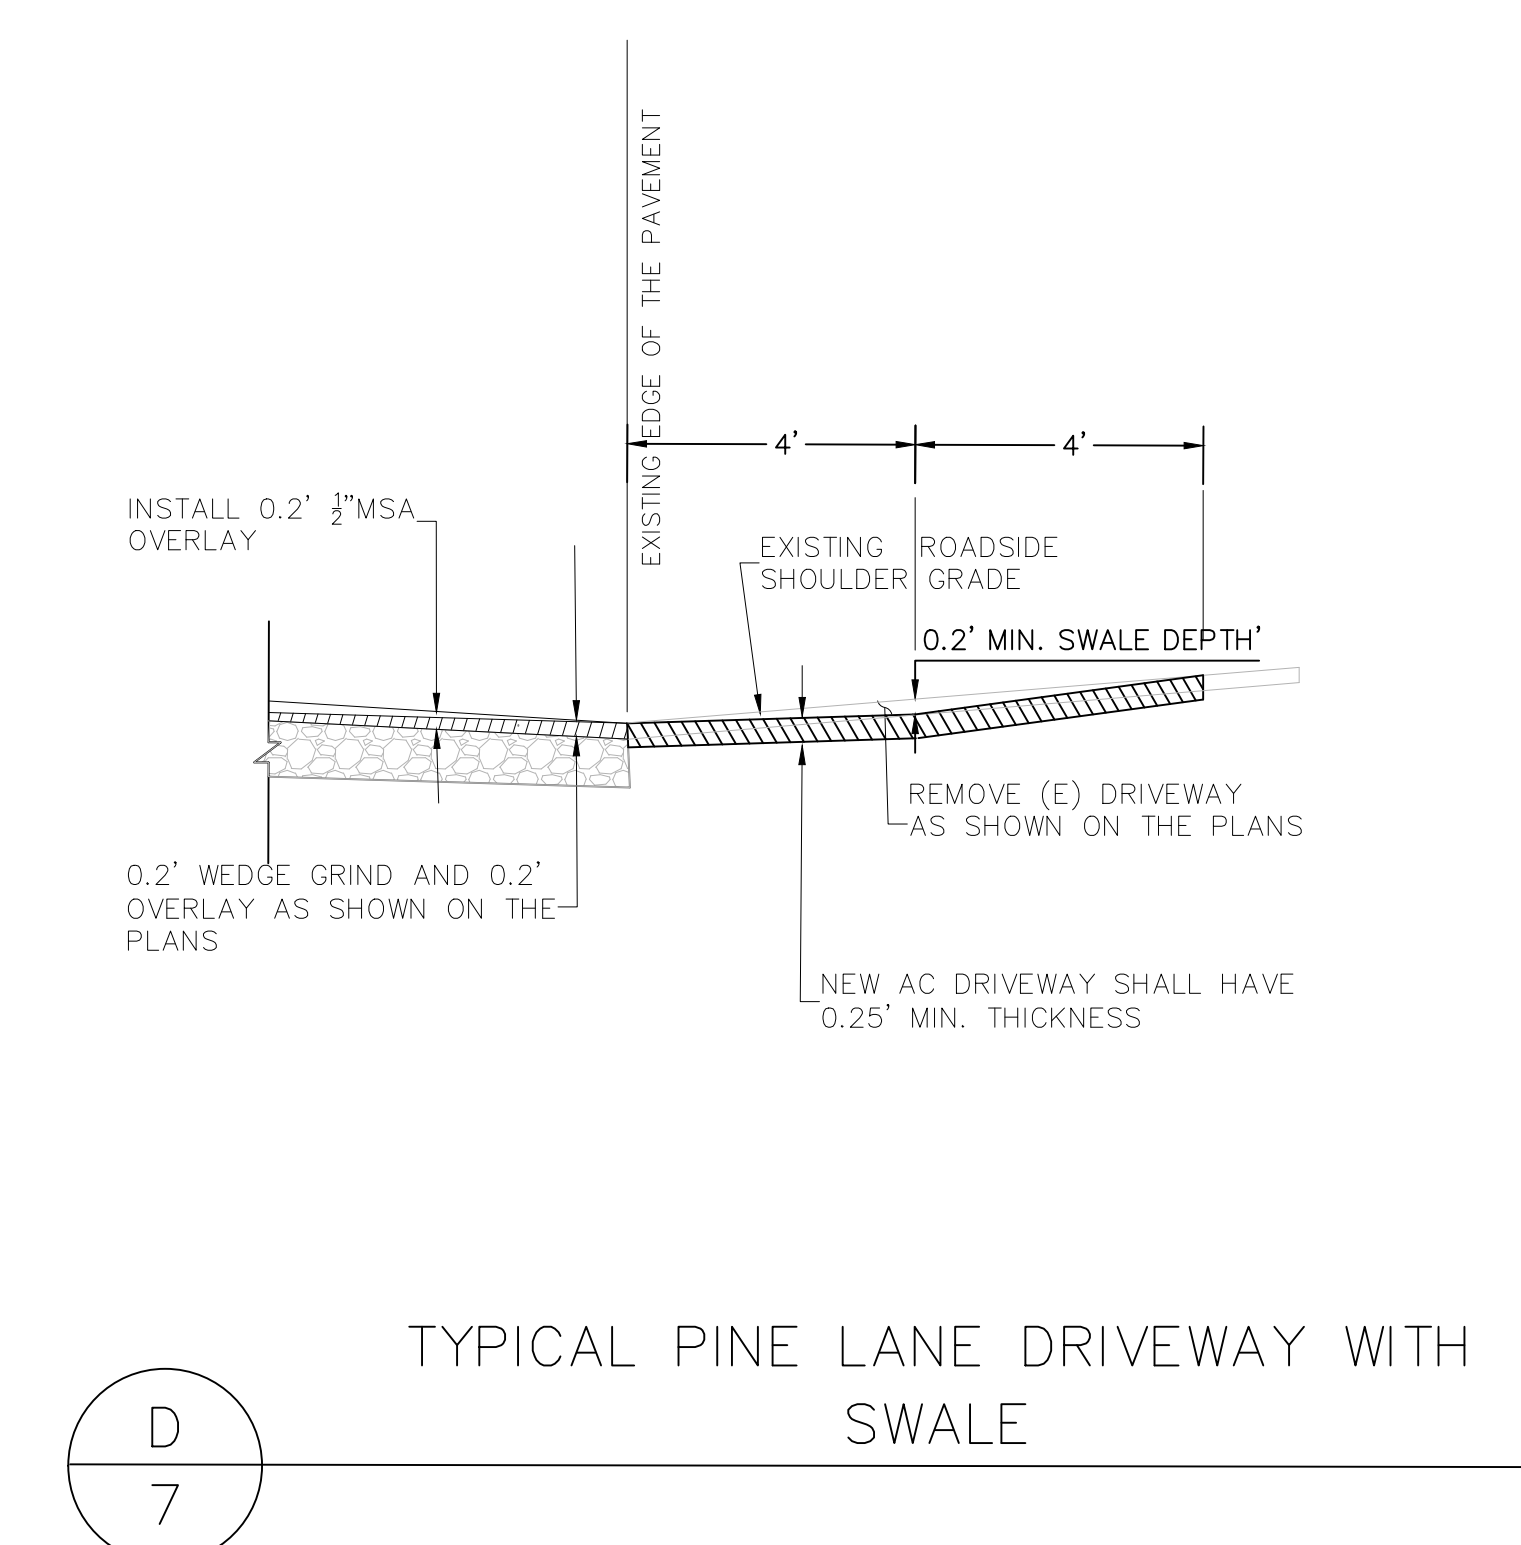 EXISTING EDGE OF THE PAVEMENT
4'
4'
INSTALL 0.2' ½"MSA
OVERLAY
EXISTING ROADSIDE
SHOULDER GRADE
0.2' MIN. SWALE DEPTH'
REMOVE (E) DRIVEWAY
AS SHOWN ON THE PLANS
0.2' WEDGE GRIND AND 0.2'
OVERLAY AS SHOWN ON THE
PLANS
NEW AC DRIVEWAY SHALL HAVE
0.25' MIN. THICKNESS
TYPICAL PINE LANE DRIVEWAY WITH
SWALE
D
7